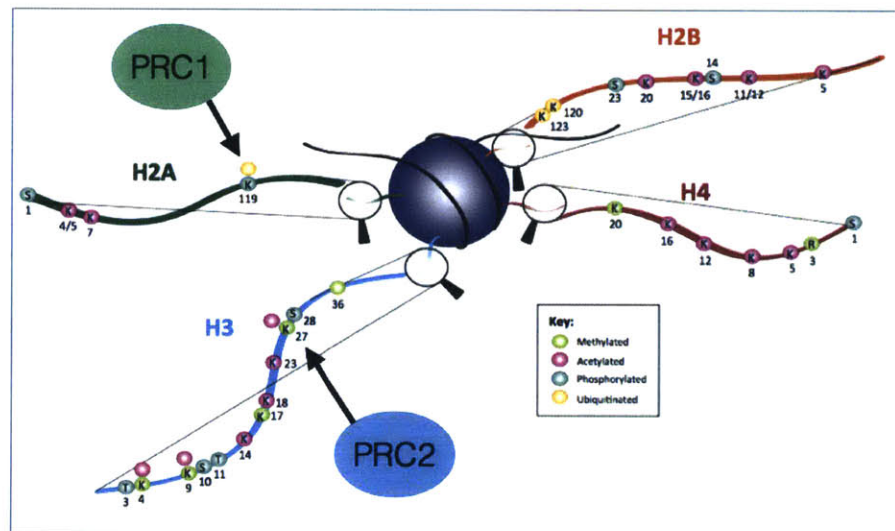 PRC1
H2B
14
S
K
K
S
K
K
K
23
20
15/16
11/12
5
K
120
K
123
H2A
K
119
S
1
K
K
4/5
7
H4
K
20
K
16
K
12
K
8
K
5
R
3
S
1
H3
36
S
28
K
27
K
23
K
18
K
17
K
14
T
11
S
10
K
9
K
4
T
3
PRC2
Key:
Methylated
Acetylated
Phosphorylated
Ubiquitinated